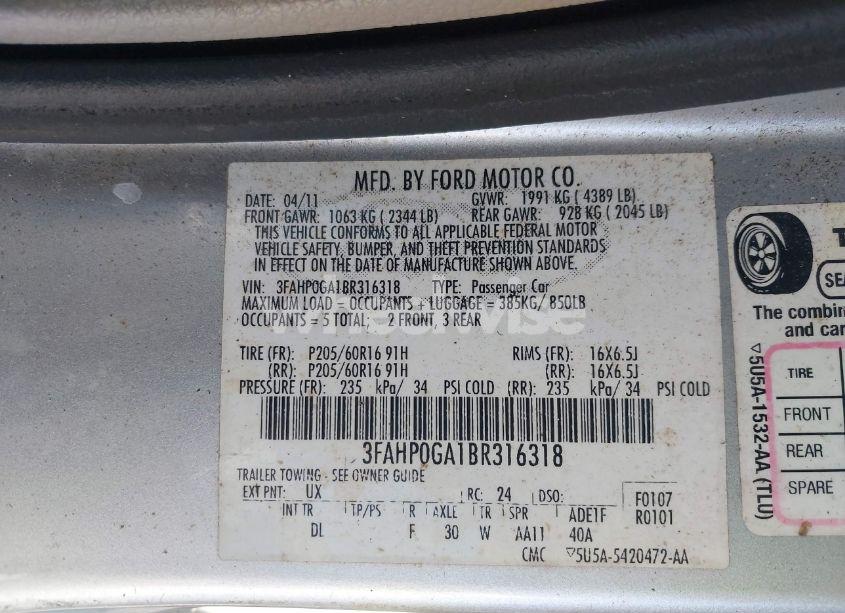 MFD. BY FORD MOTOR CO.
DATE: 04/11 GVWR: 1991 KG ( 4389 LB)
FRONT GAWR: 1063 KG ( 2344 LB) REAR GAWR: 928 KG ( 2045 LB)
THIS VEHICLE CONFORMS TO ALL APPLICABLE FEDERAL MOTOR
VEHICLE SAFETY, BUMPER, AND THEFT PREVENTION STANDARDS
IN EFFECT ON THE DATE OF MANUFACTURE SHOWN ABOVE.
VIN: 3FAHP0GA1BR316318 TYPE: Passenger Car
MAXIMUM LOAD = OCCUPANTS + LUGGAGE = 385KG/ 850LB
OCCUPANTS = 5 TOTAL; 2 FRONT, 3 REAR
TIRE (FR): P205/60R16 91H RIMS (FR): 16X6.5J
(RR): P205/60R16 91H (RR): 16X6.5J
PRESSURE (FR): 235 kPa/ 34 PSI COLD (RR): 235 kPa/ 34 PSI COLD
3FAHP0GA1BR316318
TRAILER TOWING - SEE OWNER GUIDE
EXT PNT: UX RC: 24 DSO: F0107
INT TR TP/PS R AXLE TR SPR ADE1F R0101
DL F 30 W AA11 40A
CMC ▽5U5A-5420472-AA
The combin
and car
TIRE
FRONT
REAR
SPARE
▽5U5A-1532-AA (TLU)